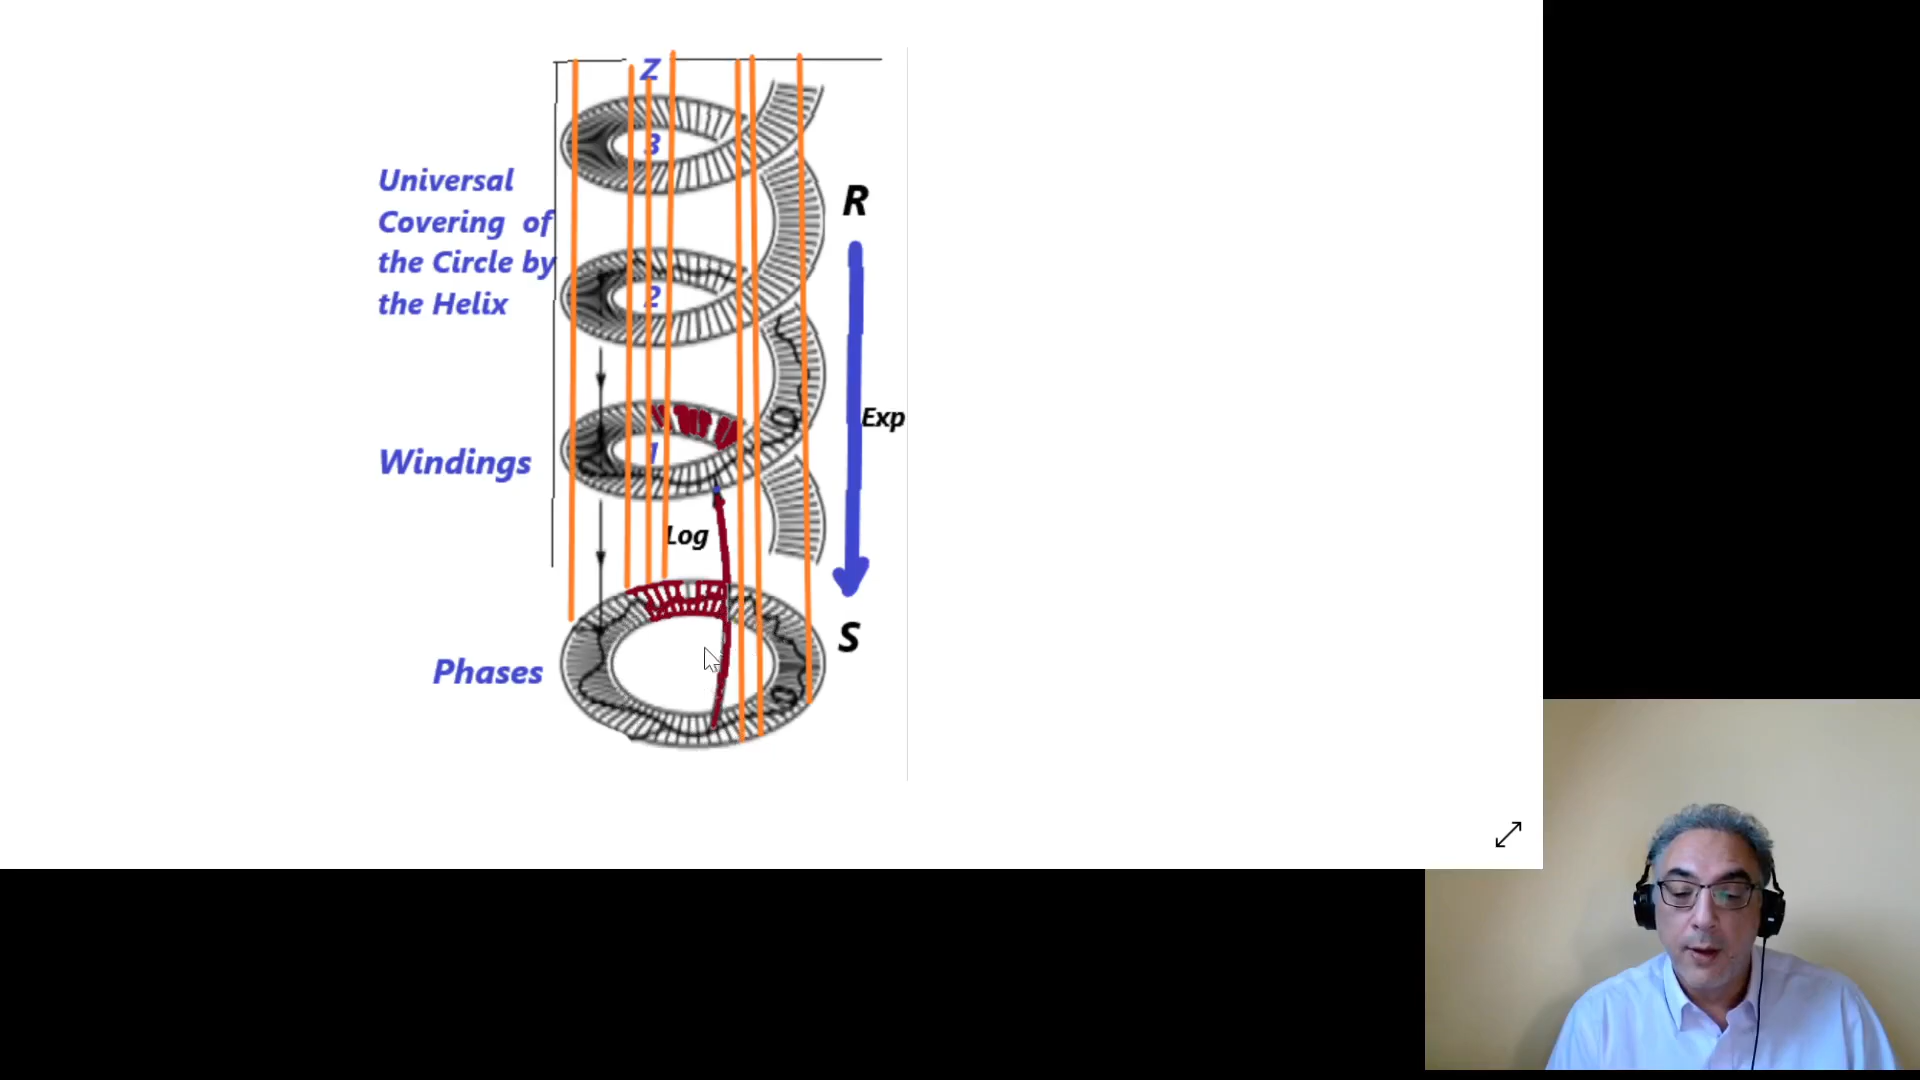 Z
3
Universal
Covering of
the Circle by
the Helix
R
2
Exp
Windings
1
Log
S
Phases